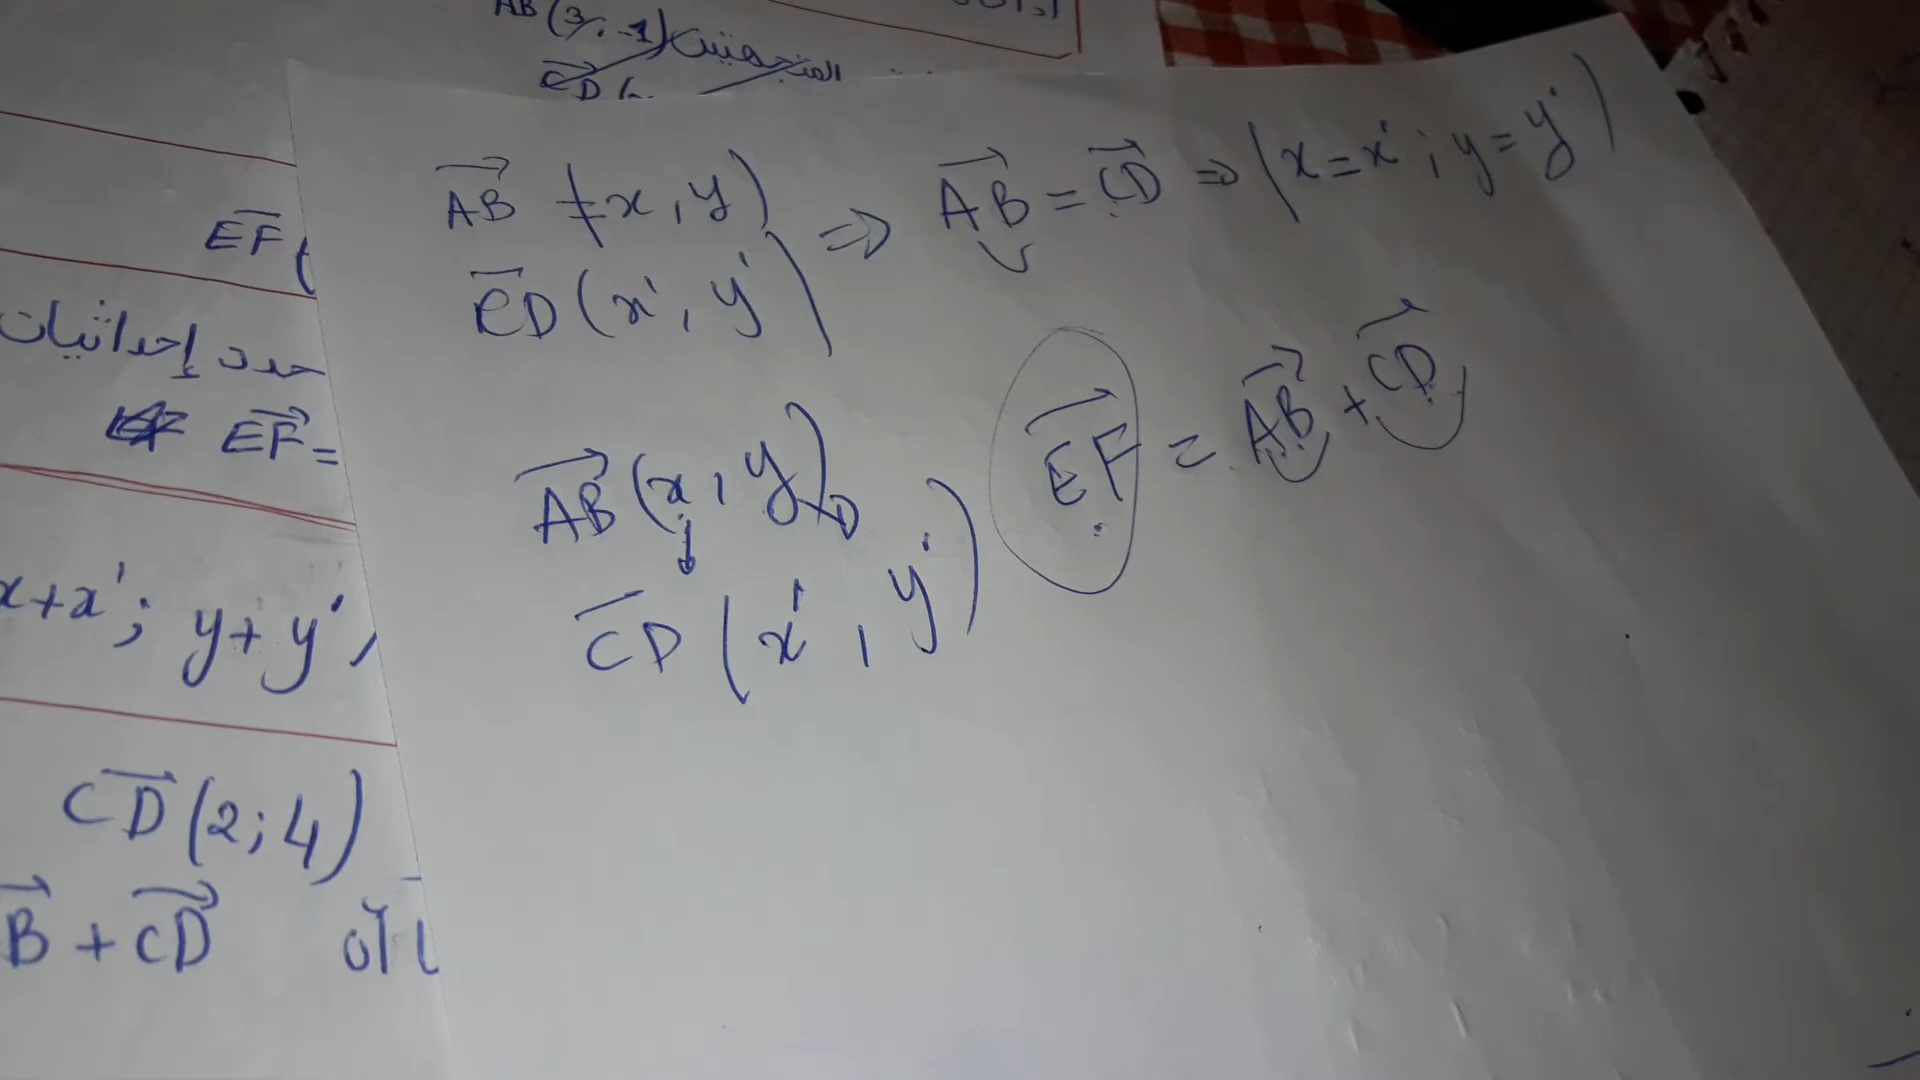 AB (3; -1) المتجهتين
CD
AB (x, y) ⇒ AB = CD ⇒ (x = x'; y = y')
CD (x', y')
EF (
حدد إحداثيات
EF =
AB (x, y) EF = AB + CD
CD (x', y')
x+x'; y+y'
CD (2; 4)
B + CD